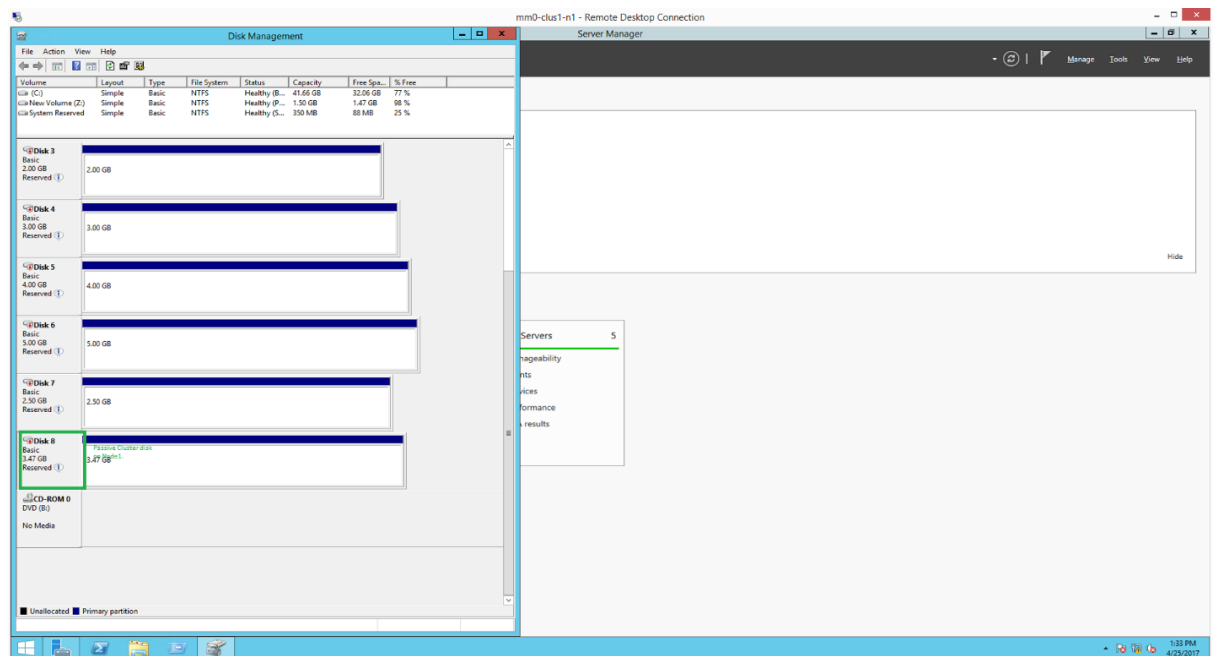 mm0-clus1-n1 - Remote Desktop Connection
Disk Management
Server Manager
File Action View Help
Manage Tools View Help
Volume Layout Type File System Status Capacity Free Spa... % Free
(C:) Simple Basic NTFS Healthy (B... 41.66 GB 32.06 GB 77 %
New Volume (Z:) Simple Basic NTFS Healthy (P... 1.50 GB 1.47 GB 98 %
System Reserved Simple Basic NTFS Healthy (S... 350 MB 88 MB 25 %
Disk 3
Basic
2.00 GB
Reserved
2.00 GB
Disk 4
Basic
3.00 GB
Reserved
3.00 GB
Disk 5
Basic
4.00 GB
Reserved
4.00 GB
Hide
Disk 6
Basic
5.00 GB
Reserved
5.00 GB
Servers 5
nageability
nts
vices
formance
results
Disk 7
Basic
2.50 GB
Reserved
2.50 GB
Disk 8
Basic
3.47 GB
Reserved
Passive Cluster disk
on Node1.
3.47 GB
CD-ROM 0
DVD (B:)
No Media
Unallocated Primary partition
1:33 PM
4/25/2017